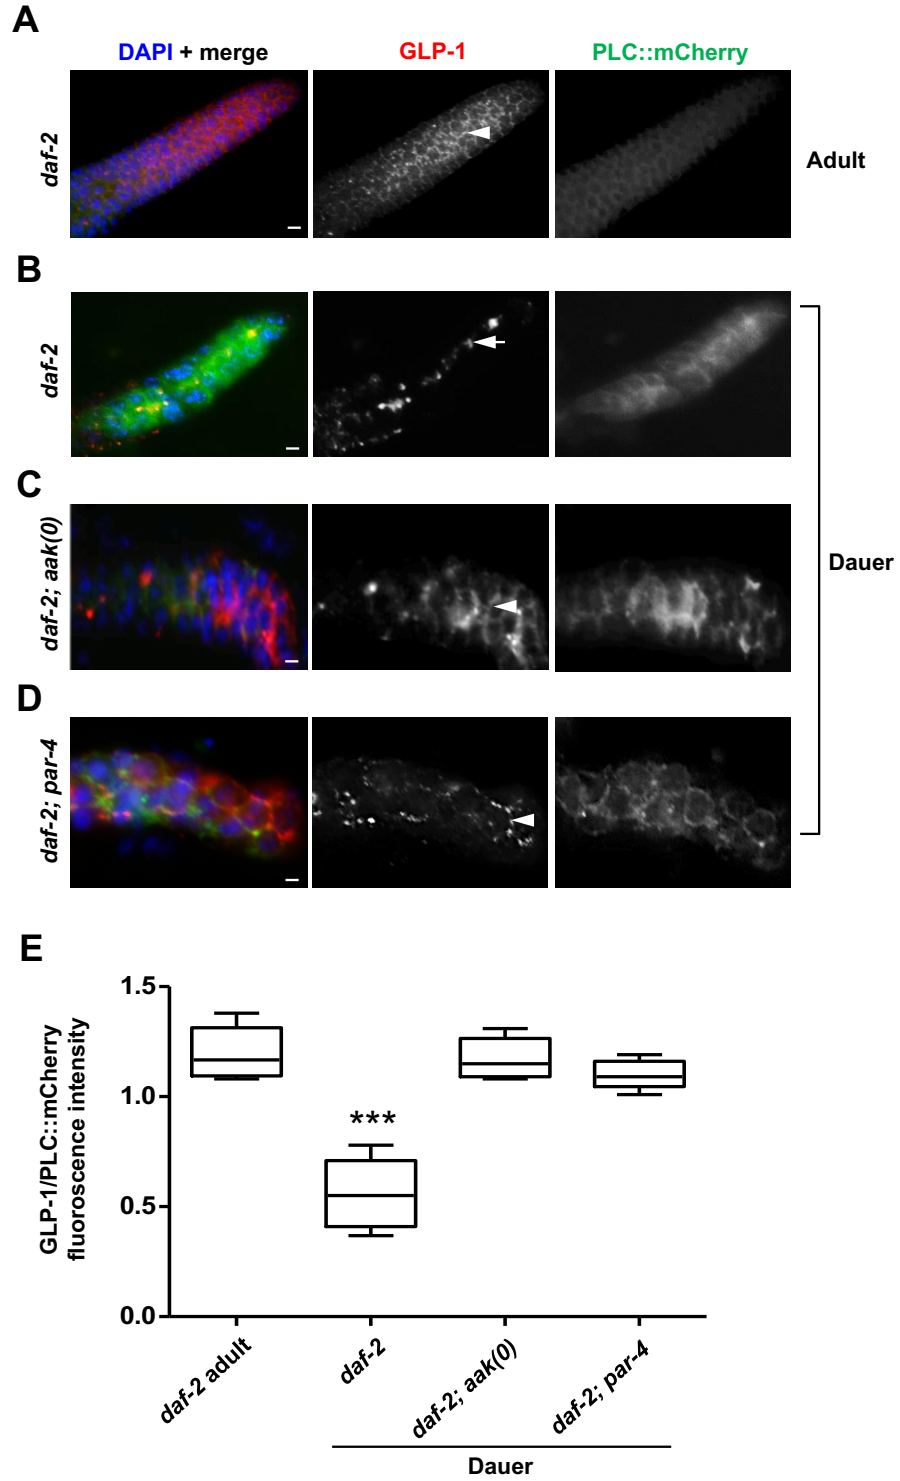 A
DAPI + merge
GLP-1
PLC::mCherry
daf-2
Adult
B
daf-2
C
daf-2; aak(0)
Dauer
D
daf-2; par-4
E
GLP-1/PLC::mCherry
fluoroscence intensity
1.5
1.0
0.5
0.0
***
daf-2 adult
daf-2
daf-2; aak(0)
daf-2; par-4
Dauer